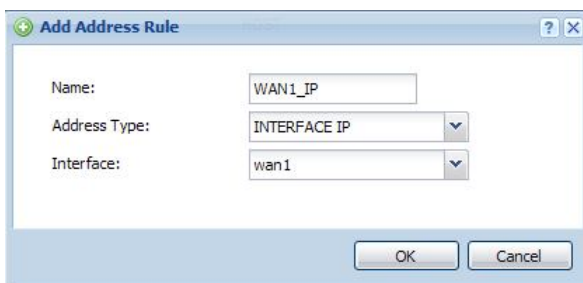 Add Address Rule
Name: WAN1_IP
Address Type: INTERFACE IP
Interface: wan1
OK Cancel